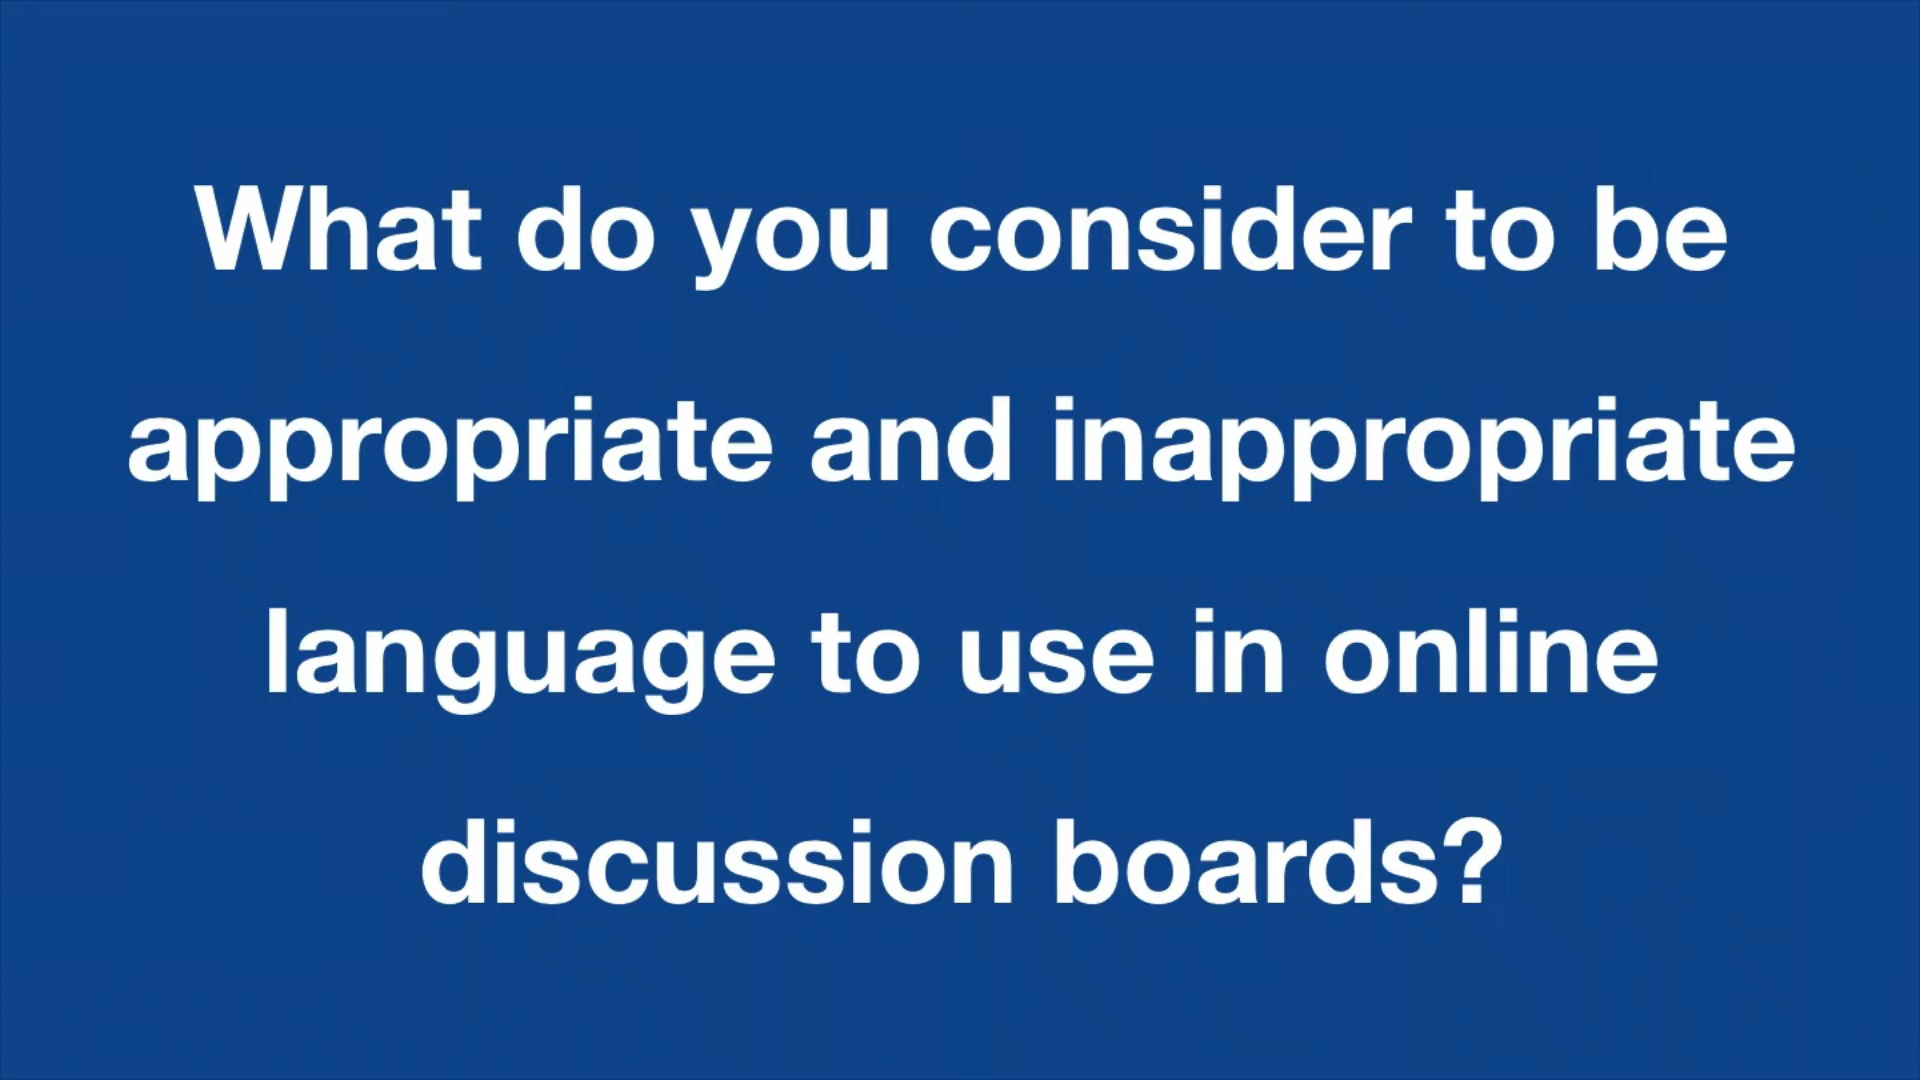 What do you consider to be
appropriate and inappropriate
language to use in online
discussion boards?